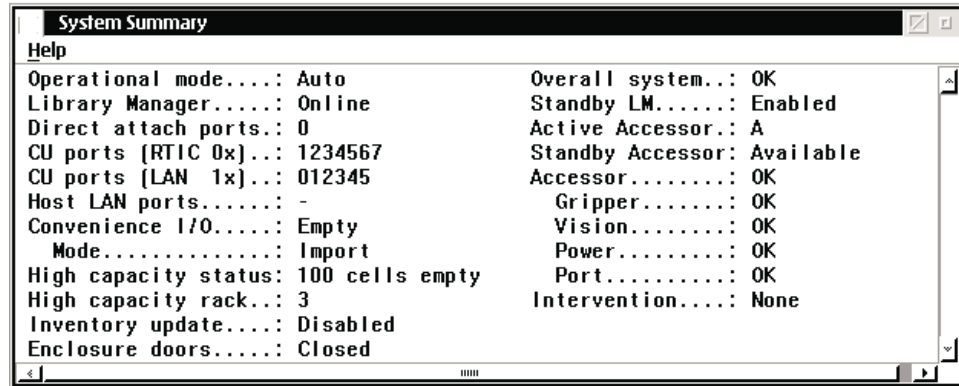 System Summary
Help
Operational mode....: Auto
Library Manager.....: Online
Direct attach ports.: 0
CU ports (RTIC 0x)..: 1234567
CU ports (LAN  1x)..: 012345
Host LAN ports......: -
Convenience I/O.....: Empty
  Mode..............: Import
High capacity status: 100 cells empty
High capacity rack..: 3
Inventory update....: Disabled
Enclosure doors.....: Closed
Overall system..: OK
Standby LM......: Enabled
Active Accessor.: A
Standby Accessor: Available
Accessor........: OK
  Gripper.......: OK
  Vision........: OK
  Power.........: OK
  Port..........: OK
Intervention....: None